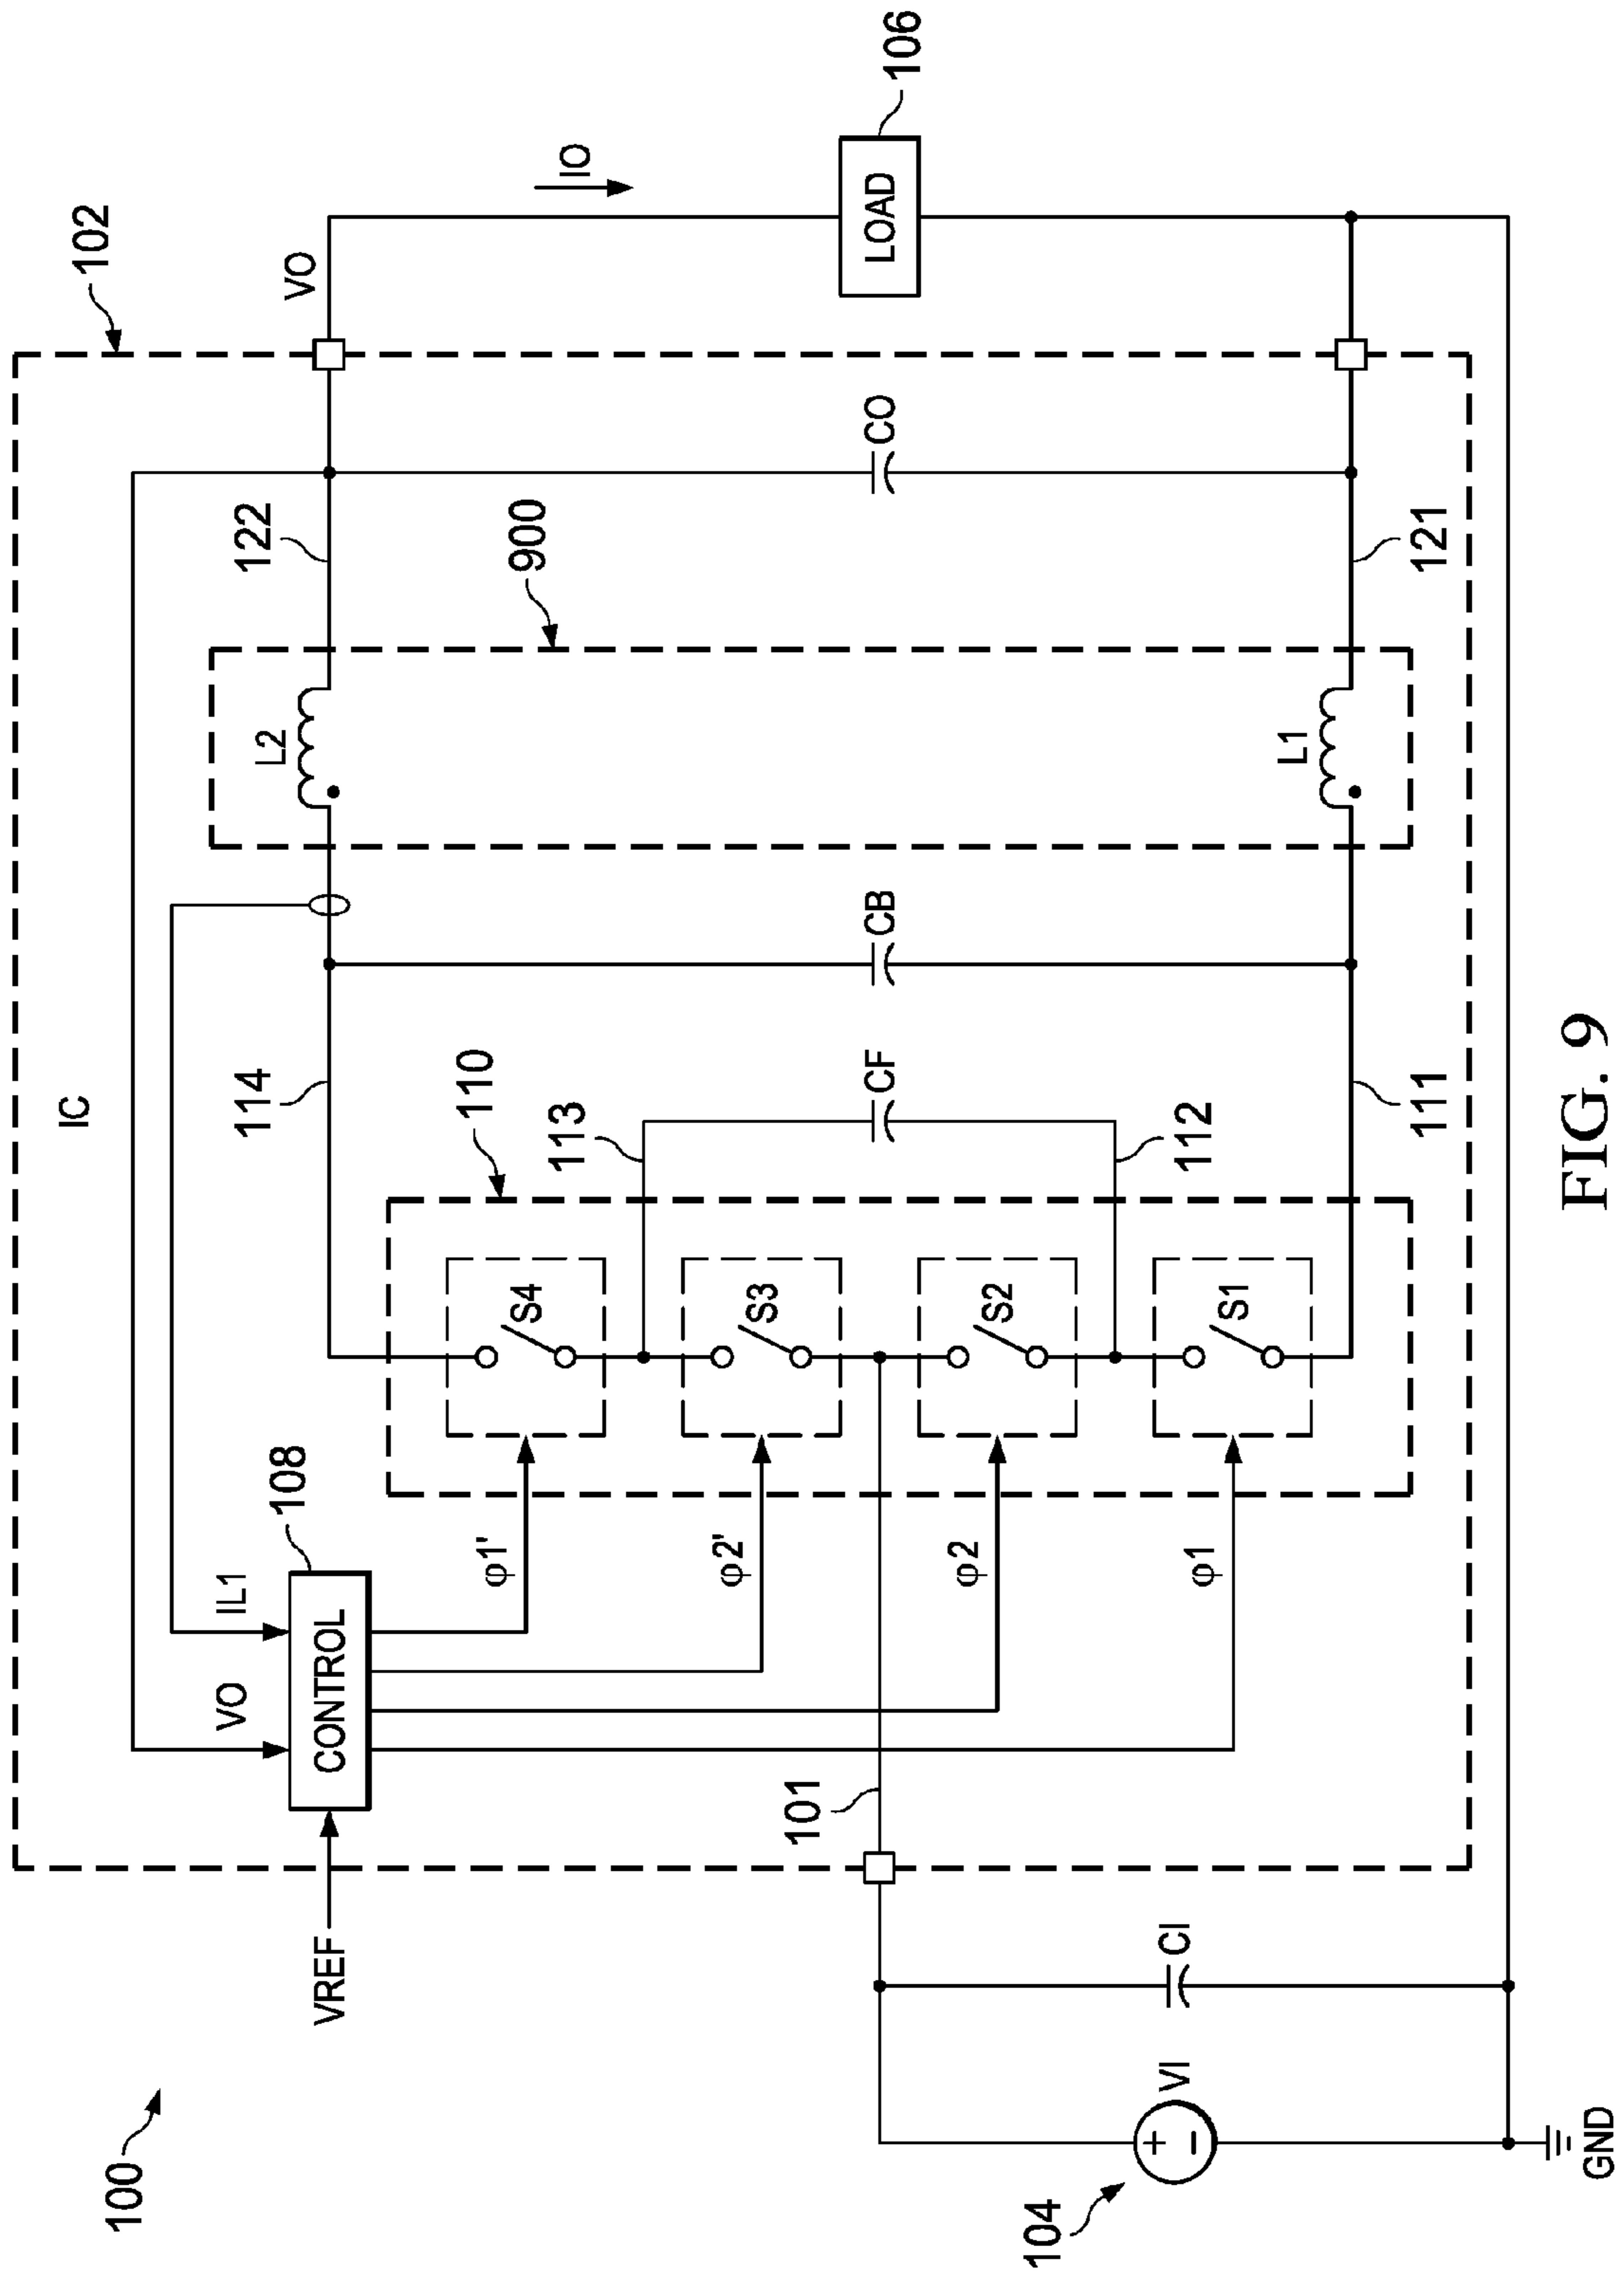 100
102
IC
VREF
VO
IL1
108
CONTROL
114
L2
122
VO
IO
110
900
φ1'
S4
113
φ2'
S3
CF
CB
CO
LOAD
106
101
φ2
S2
112
φ1
S1
L1
111
121
104
VI
CI
+
−
GND
FIG. 9